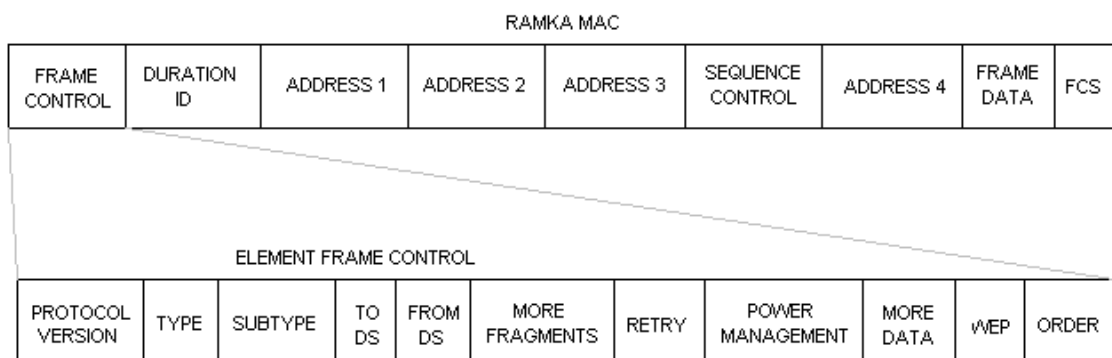 RAMKA MAC
FRAME CONTROL
DURATION ID
ADDRESS 1
ADDRESS 2
ADDRESS 3
SEQUENCE CONTROL
ADDRESS 4
FRAME DATA
FCS
ELEMENT FRAME CONTROL
PROTOCOL VERSION
TYPE
SUBTYPE
TO DS
FROM DS
MORE FRAGMENTS
RETRY
POWER MANAGEMENT
MORE DATA
WEP
ORDER